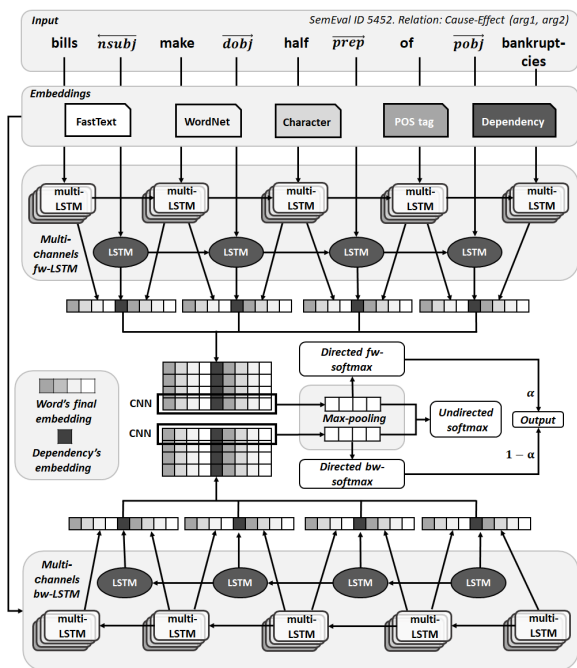 Input
SemEval ID 5452. Relation: Cause-Effect (arg1, arg2)
bills nsubj make dobj half prep of pobj bankrupt-
cies
Embeddings
FastText WordNet Character POS tag Dependency
multi- multi- multi- multi- multi-
LSTM LSTM LSTM LSTM LSTM
Multi-
channels
fw-LSTM
LSTM LSTM LSTM LSTM
Directed fw-
softmax
α
CNN
Max-pooling
CNN
Undirected
softmax
Output
Word's final
embedding
Dependency's
embedding
Directed bw-
softmax
1 − α
Multi-
channels
bw-LSTM
LSTM LSTM LSTM LSTM
multi- multi- multi- multi- multi-
LSTM LSTM LSTM LSTM LSTM